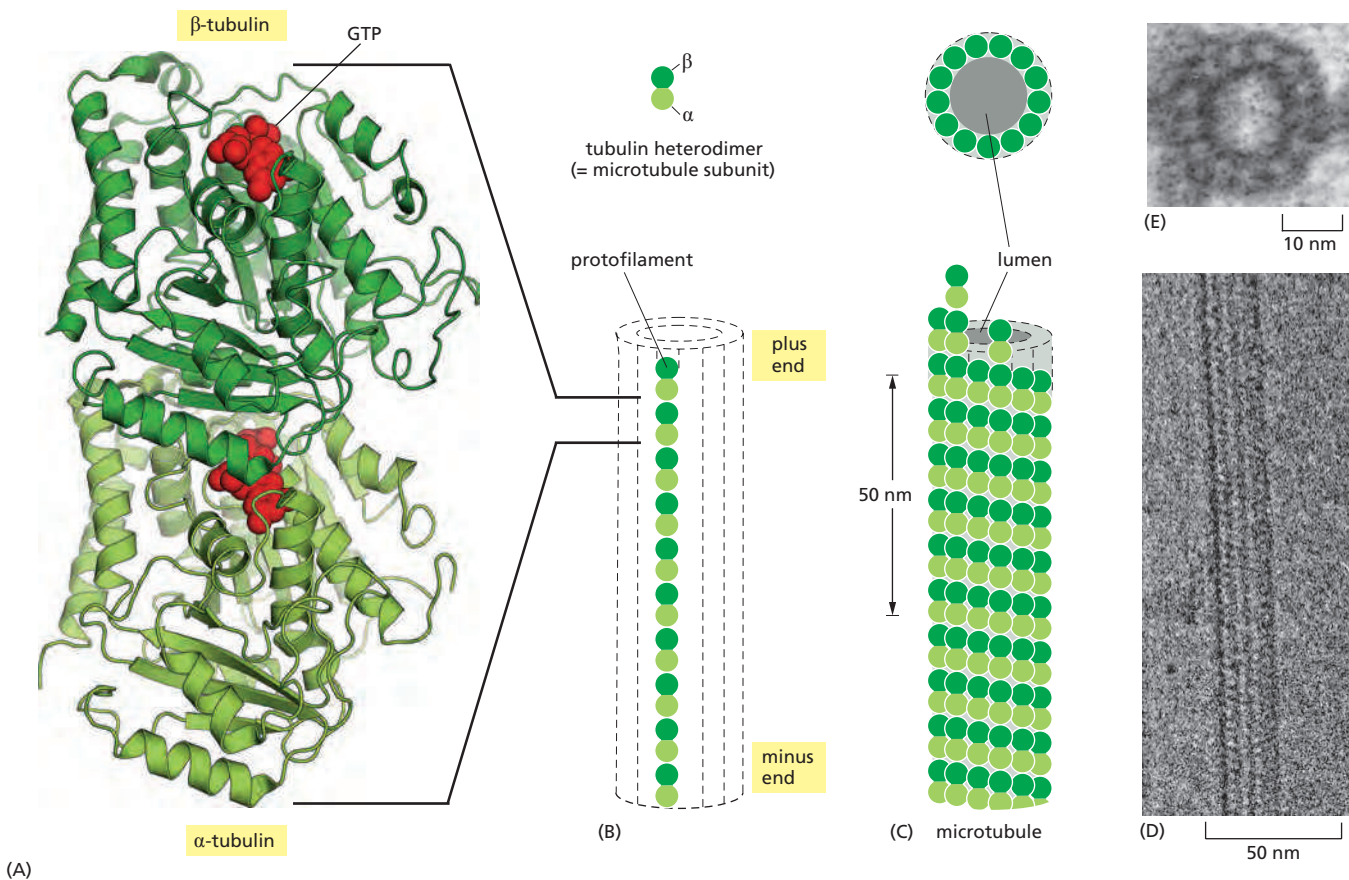 β-tubulin
GTP
α-tubulin
(A)
β
α
tubulin heterodimer
(= microtubule subunit)
protofilament
plus
end
minus
end
(B)
lumen
50 nm
(C)
microtubule
(E)
10 nm
(D)
50 nm